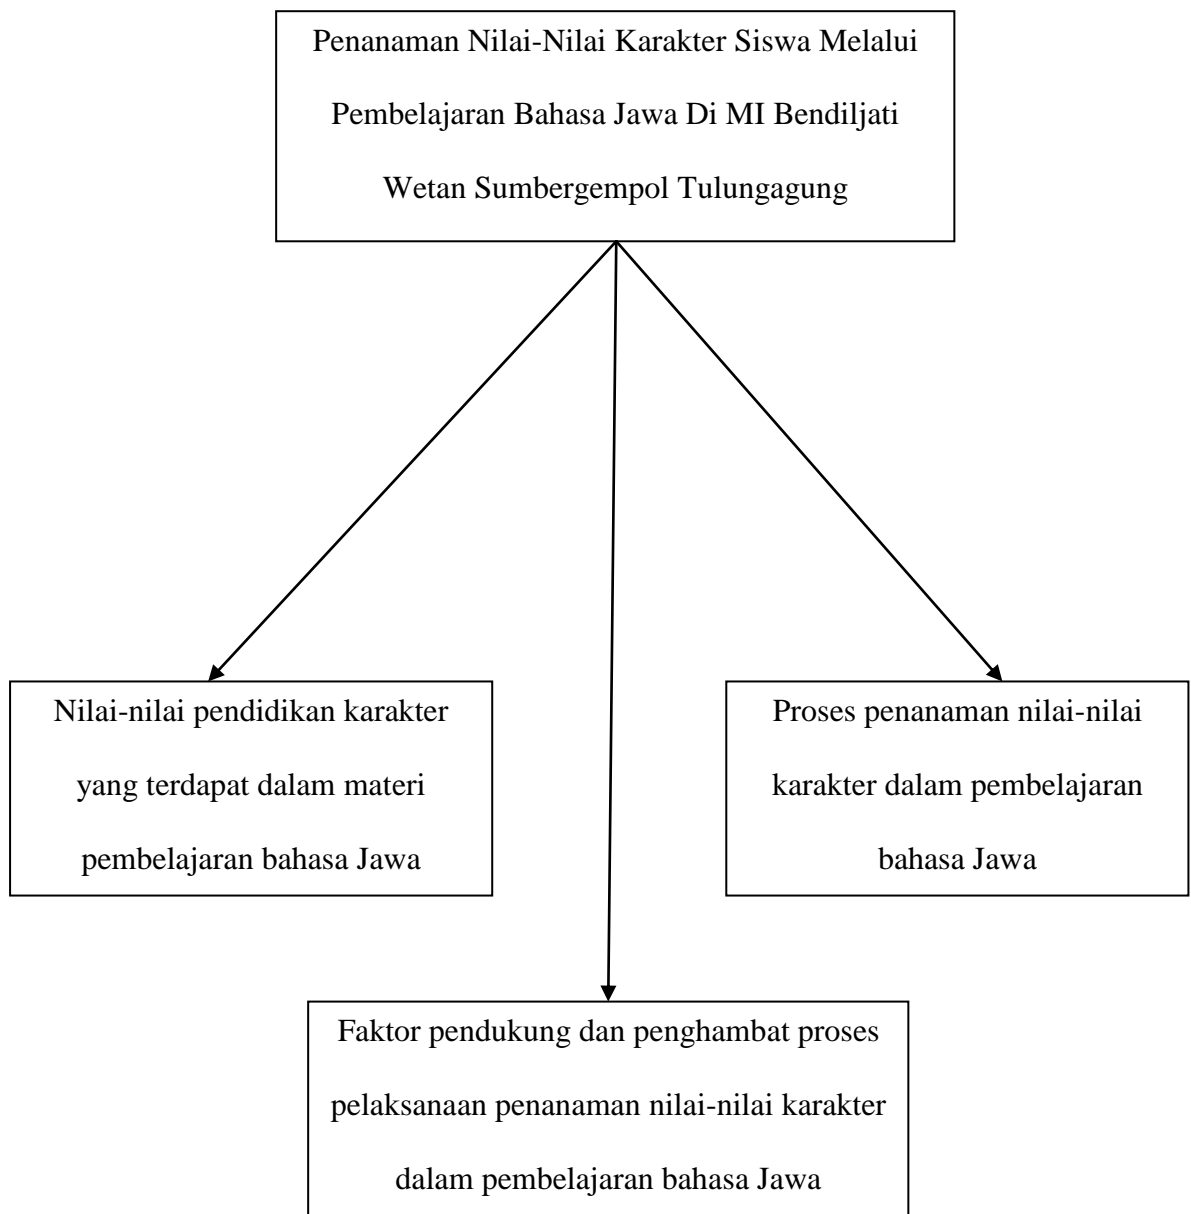 Penanaman Nilai-Nilai Karakter Siswa Melalui
Pembelajaran Bahasa Jawa Di MI Bendiljati
Wetan Sumbergempol Tulungagung
Nilai-nilai pendidikan karakter
yang terdapat dalam materi
pembelajaran bahasa Jawa
Proses penanaman nilai-nilai
karakter dalam pembelajaran
bahasa Jawa
Faktor pendukung dan penghambat proses
pelaksanaan penanaman nilai-nilai karakter
dalam pembelajaran bahasa Jawa